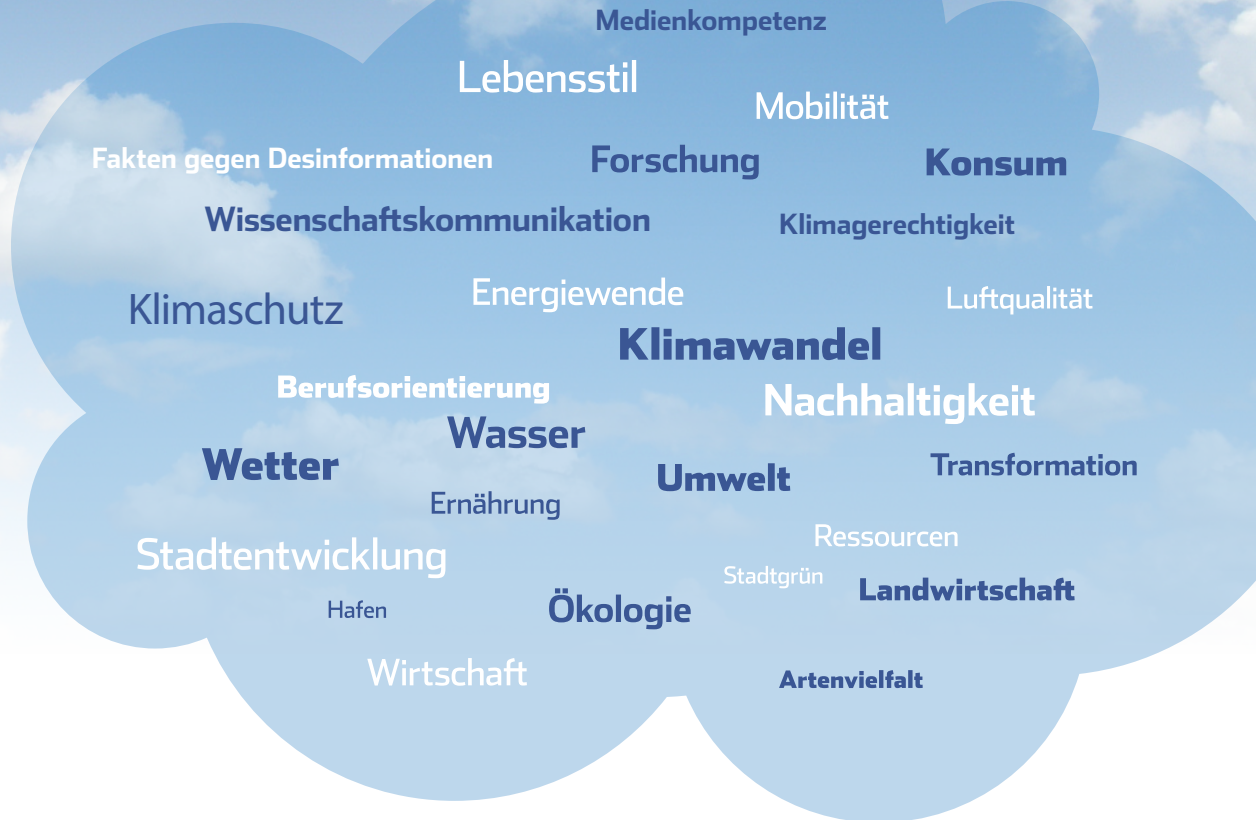 Medienkompetenz
Lebensstil
Mobilität
Fakten gegen Desinformationen
Forschung
Konsum
Wissenschaftskommunikation
Klimagerechtigkeit
Klimaschutz
Energiewende
Luftqualität
Klimawandel
Berufsorientierung
Nachhaltigkeit
Wasser
Wetter
Umwelt
Transformation
Ernährung
Stadtentwicklung
Ressourcen
Stadtgrün
Landwirtschaft
Hafen
Ökologie
Wirtschaft
Artenvielfalt